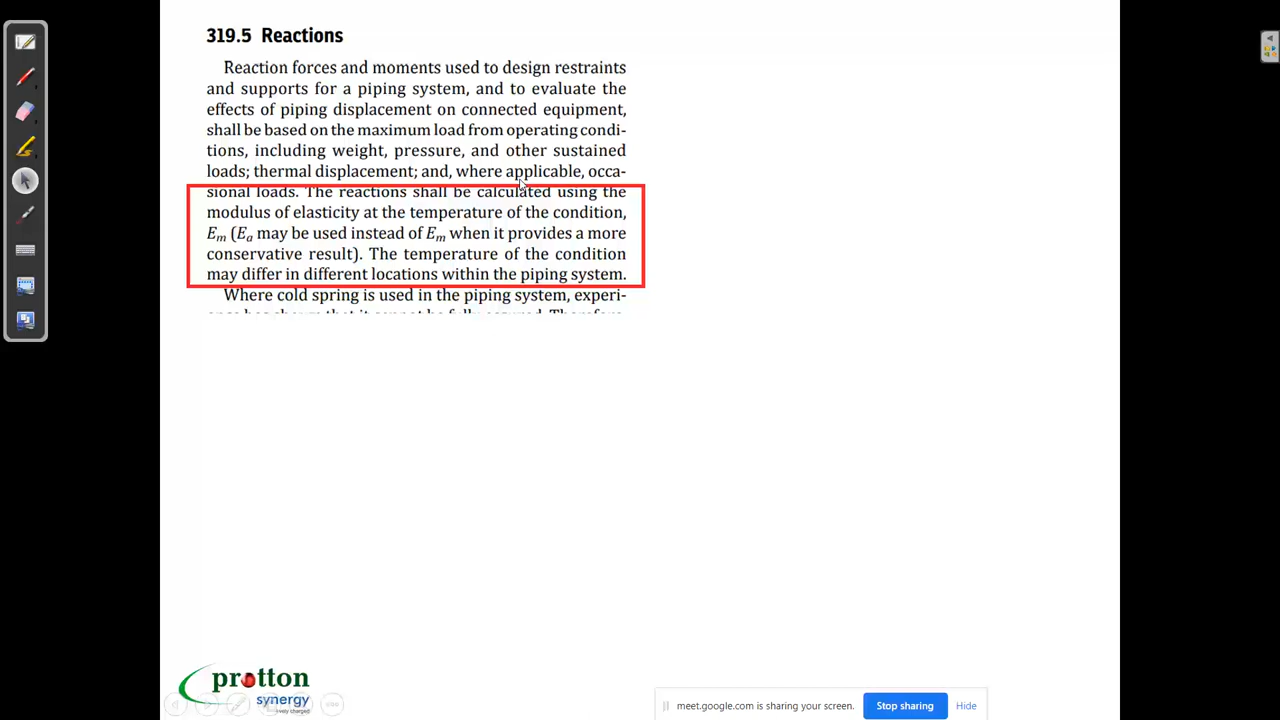 319.5 Reactions
Reaction forces and moments used to design restraints
and supports for a piping system, and to evaluate the
effects of piping displacement on connected equipment,
shall be based on the maximum load from operating condi-
tions, including weight, pressure, and other sustained
loads; thermal displacement; and, where applicable, occa-
sional loads. The reactions shall be calculated using the
modulus of elasticity at the temperature of the condition,
Em (Ea may be used instead of Em when it provides a more
conservative result). The temperature of the condition
may differ in different locations within the piping system.
Where cold spring is used in the piping system, experi-
protton
synergy
meet.google.com is sharing your screen.
Stop sharing
Hide